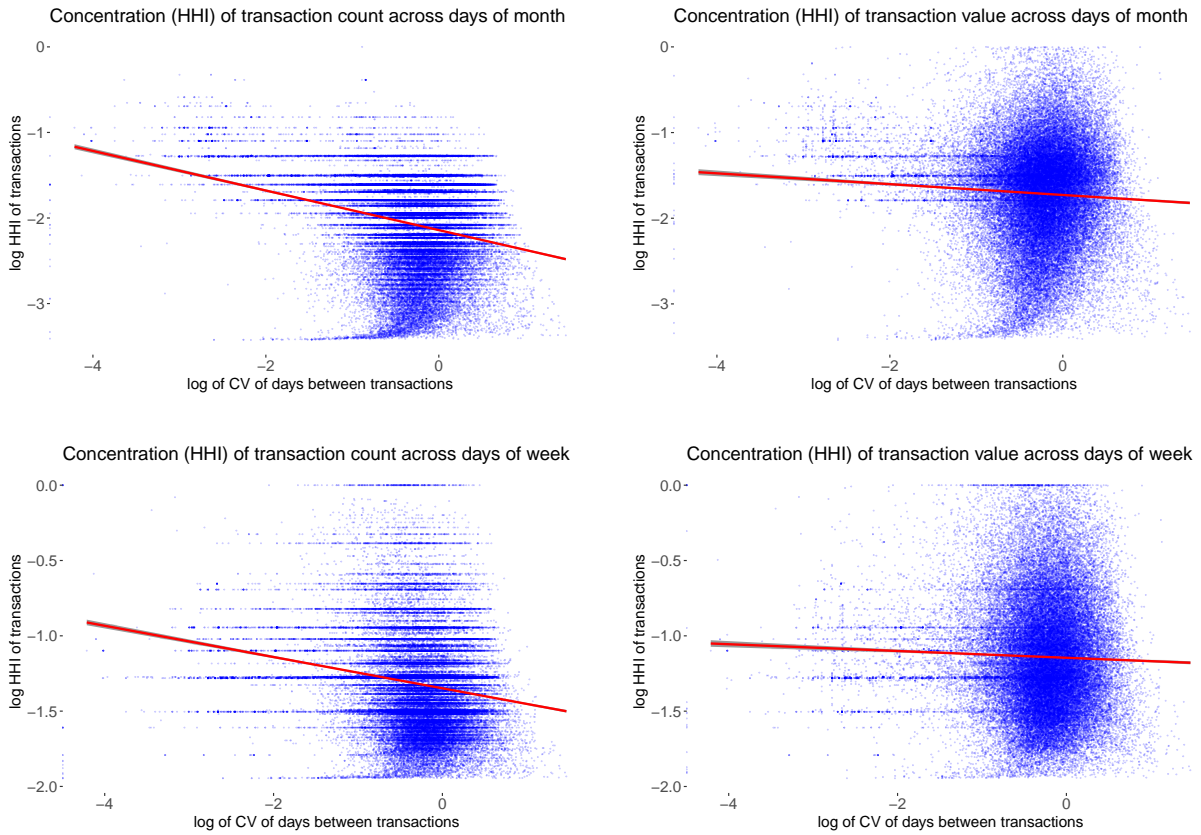 Concentration (HHI) of transaction count across days of month
0
−1
−2
−3
log HHI of transactions
−4 −2 0
log of CV of days between transactions
Concentration (HHI) of transaction value across days of month
0
−1
−2
−3
log HHI of transactions
−4 −2 0
log of CV of days between transactions
Concentration (HHI) of transaction count across days of week
0.0
−0.5
−1.0
−1.5
−2.0
log HHI of transactions
−4 −2 0
log of CV of days between transactions
Concentration (HHI) of transaction value across days of week
0.0
−0.5
−1.0
−1.5
−2.0
log HHI of transactions
−4 −2 0
log of CV of days between transactions